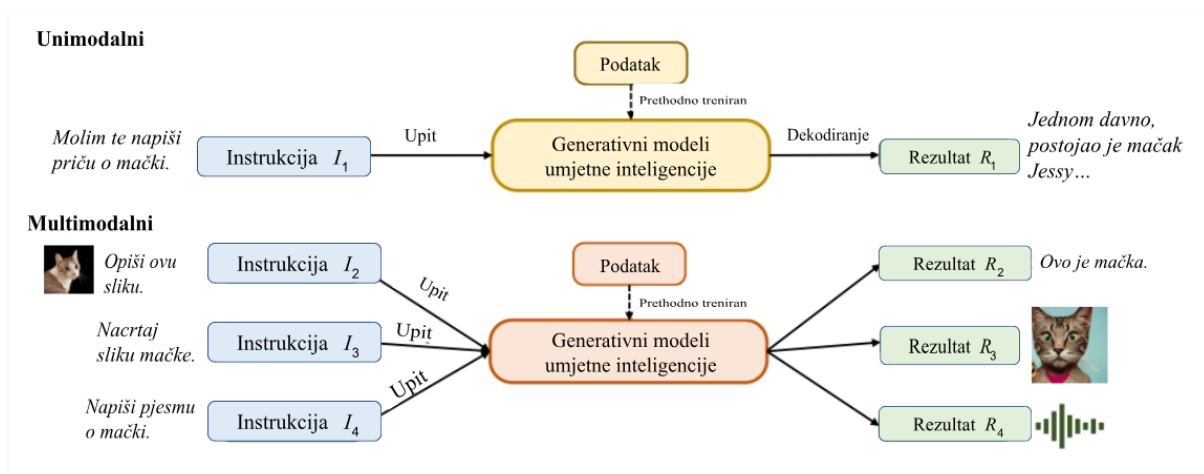 Unimodalni
Podatak
Prethodno treniran
Molim te napiši
priču o mački.
Instrukcija I1
Upit
Generativni modeli
umjetne inteligencije
Dekodiranje
Rezultat R1
Jednom davno,
postojao je mačak
Jessy…
Multimodalni
Opiši ovu
sliku.
Instrukcija I2
Upit
Podatak
Prethodno treniran
Rezultat R2
Ovo je mačka.
Nacrtaj
sliku mačke.
Instrukcija I3
Upit
Generativni modeli
umjetne inteligencije
Rezultat R3
Napiši pjesmu
o mački.
Instrukcija I4
Upit
Rezultat R4